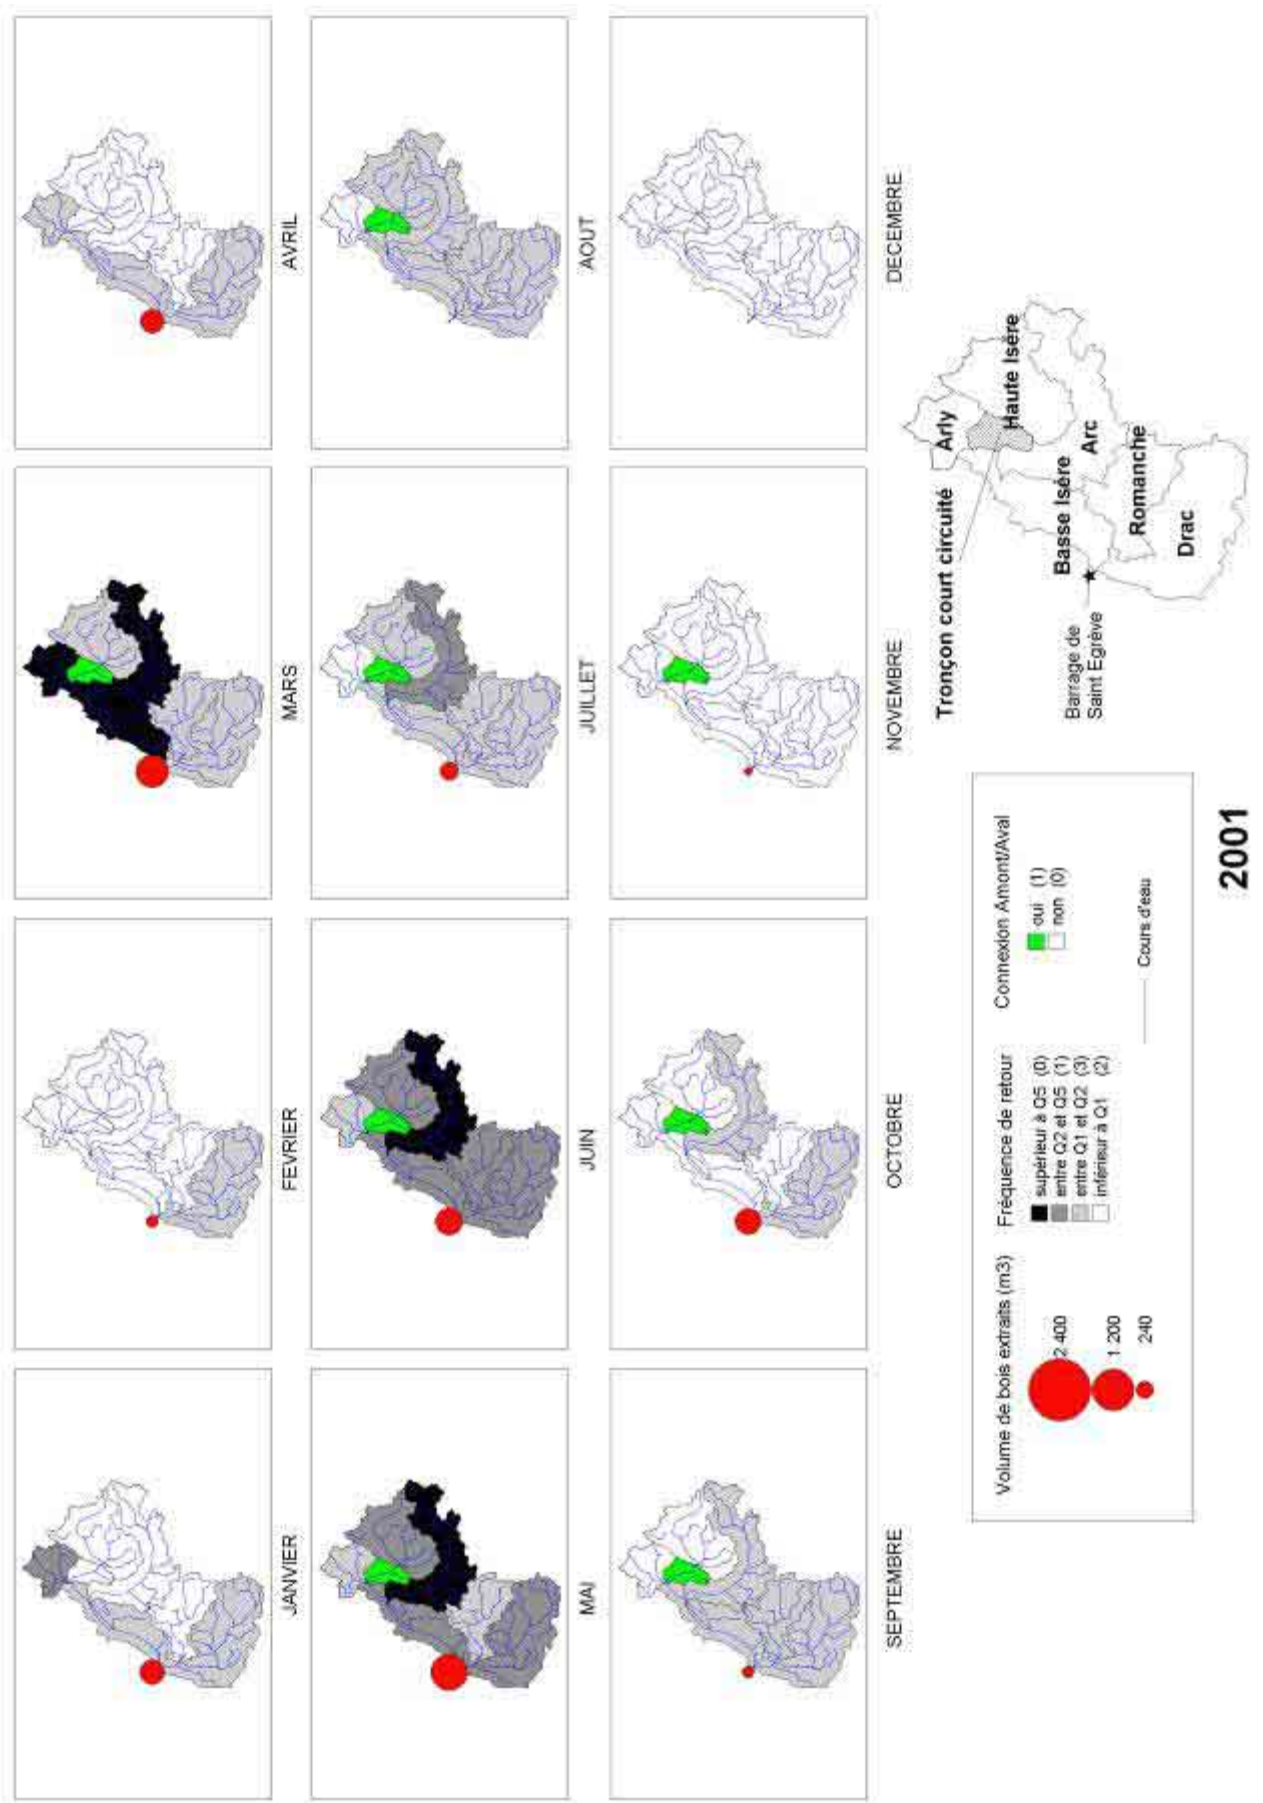 JANVIER
FEVRIER
MARS
AVRIL
MAI
JUIN
JUILLET
AOUT
SEPTEMBRE
OCTOBRE
NOVEMBRE
DECEMBRE
Volume de bois extraits (m3)
2 400
1 200
240
Fréquence de retour
supérieur à Q5 (0)
entre Q2 et Q5 (1)
entre Q1 et Q2 (3)
inférieur à Q1 (2)
Connexion Amont/Aval
oui (1)
non (0)
Cours d'eau
Tronçon court circuité
Arly
Haute Isère
Basse Isère
Arc
Romanche
Drac
Barrage de
Saint Egrève
2001